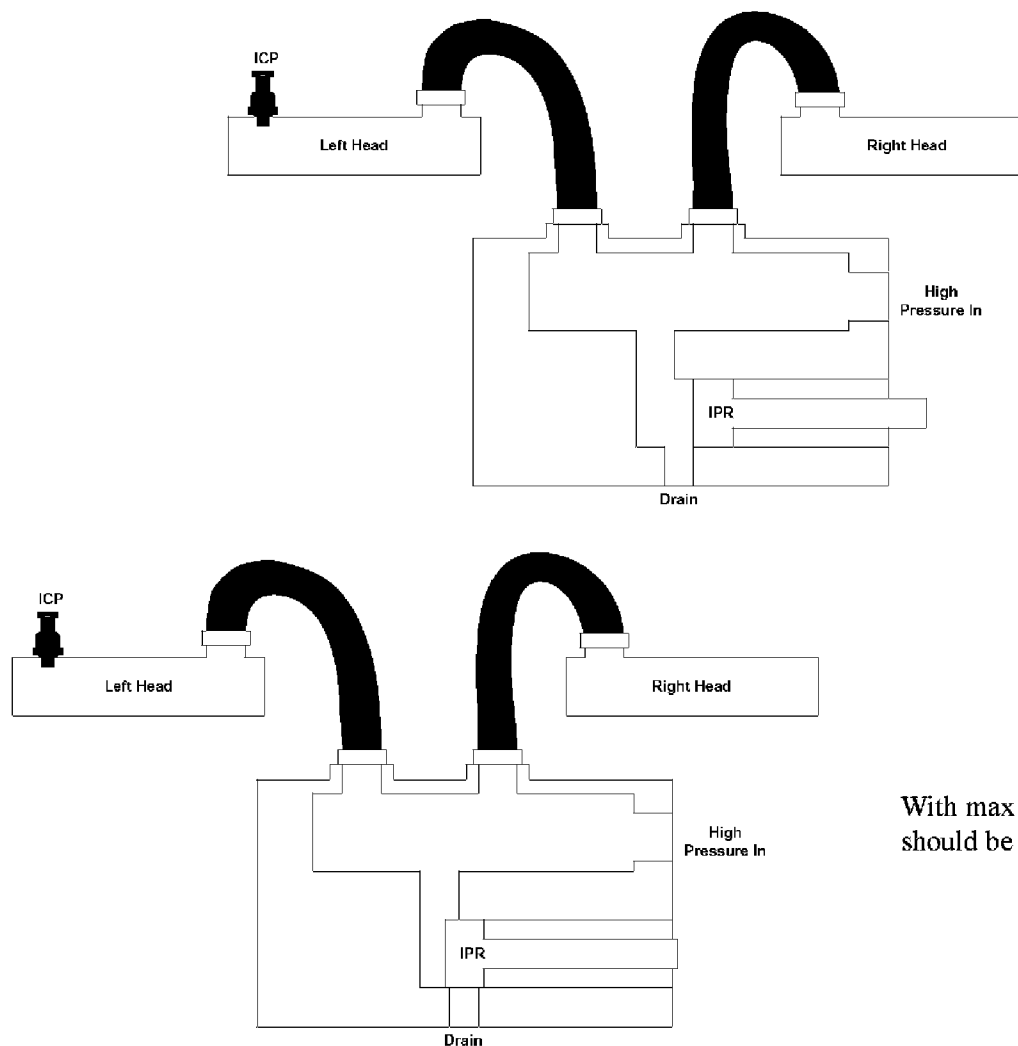 ICP
Left Head
Right Head
High
Pressure In
IPR
Drain
ICP
Left Head
Right Head
High
Pressure In
With max
should be
IPR
Drain